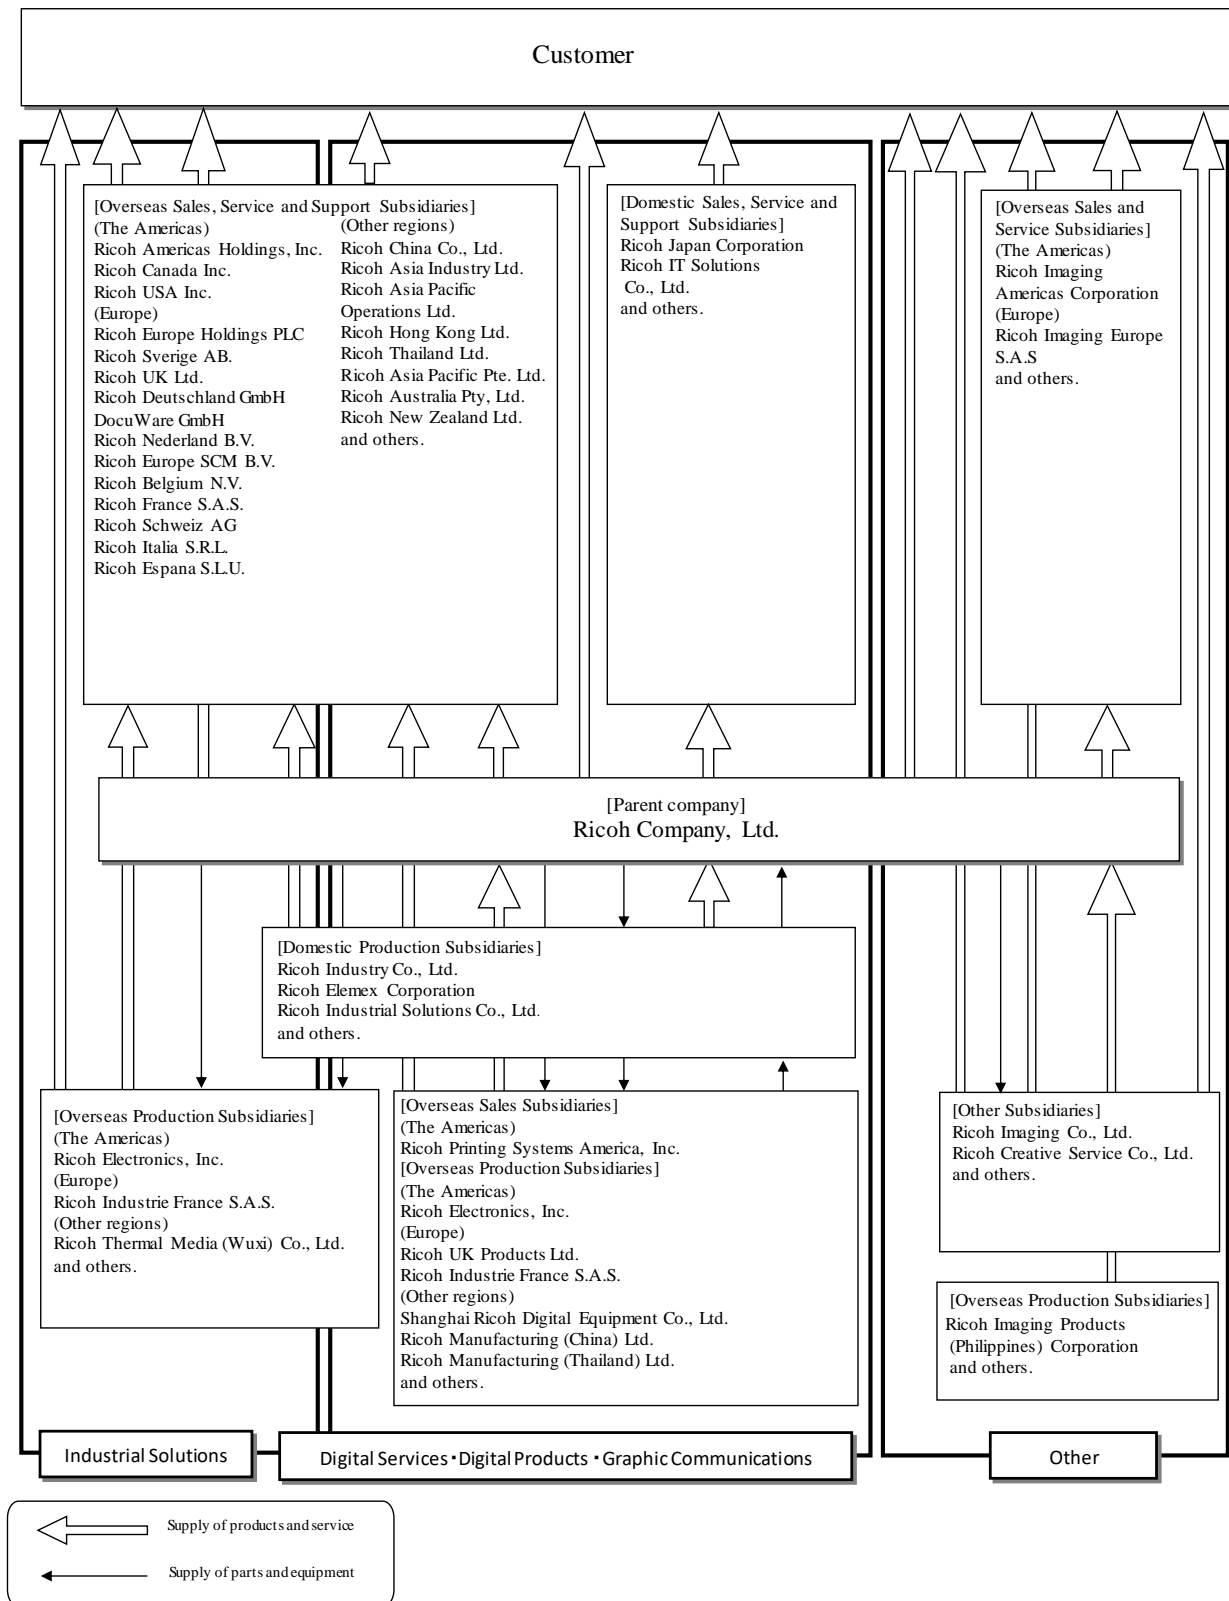 Customer
[Overseas Sales, Service and Support Subsidiaries]
(The Americas)
Ricoh Americas Holdings, Inc.
Ricoh Canada Inc.
Ricoh USA Inc.
(Europe)
Ricoh Europe Holdings PLC
Ricoh Sverige AB.
Ricoh UK Ltd.
Ricoh Deutschland GmbH
DocuWare GmbH
Ricoh Nederland B.V.
Ricoh Europe SCM B.V.
Ricoh Belgium N.V.
Ricoh France S.A.S.
Ricoh Schweiz AG
Ricoh Italia S.R.L.
Ricoh Espana S.L.U.
(Other regions)
Ricoh China Co., Ltd.
Ricoh Asia Industry Ltd.
Ricoh Asia Pacific
Operations Ltd.
Ricoh Hong Kong Ltd.
Ricoh Thailand Ltd.
Ricoh Asia Pacific Pte. Ltd.
Ricoh Australia Pty, Ltd.
Ricoh New Zealand Ltd.
and others.
[Domestic Sales, Service and
Support Subsidiaries]
Ricoh Japan Corporation
Ricoh IT Solutions
Co., Ltd.
and others.
[Overseas Sales and
Service Subsidiaries]
(The Americas)
Ricoh Imaging
Americas Corporation
(Europe)
Ricoh Imaging Europe
S.A.S
and others.
[Parent company]
Ricoh Company, Ltd.
[Domestic Production Subsidiaries]
Ricoh Industry Co., Ltd.
Ricoh Elemex Corporation
Ricoh Industrial Solutions Co., Ltd.
and others.
[Overseas Production Subsidiaries]
(The Americas)
Ricoh Electronics, Inc.
(Europe)
Ricoh Industrie France S.A.S.
(Other regions)
Ricoh Thermal Media (Wuxi) Co., Ltd.
and others.
[Overseas Sales Subsidiaries]
(The Americas)
Ricoh Printing Systems America, Inc.
[Overseas Production Subsidiaries]
(The Americas)
Ricoh Electronics, Inc.
(Europe)
Ricoh UK Products Ltd.
Ricoh Industrie France S.A.S.
(Other regions)
Shanghai Ricoh Digital Equipment Co., Ltd.
Ricoh Manufacturing (China) Ltd.
Ricoh Manufacturing (Thailand) Ltd.
and others.
[Other Subsidiaries]
Ricoh Imaging Co., Ltd.
Ricoh Creative Service Co., Ltd.
and others.
[Overseas Production Subsidiaries]
Ricoh Imaging Products
(Philippines) Corporation
and others.
Industrial Solutions
Digital Services・Digital Products・Graphic Communications
Other
Supply of products and service
Supply of parts and equipment